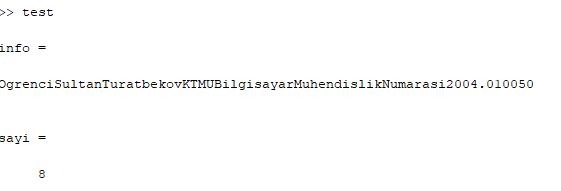 >> test
info =
OgrenciSultanTuratbekovKTMUBilgisayarMuhendislikNumarasi2004.010050
sayi =
8